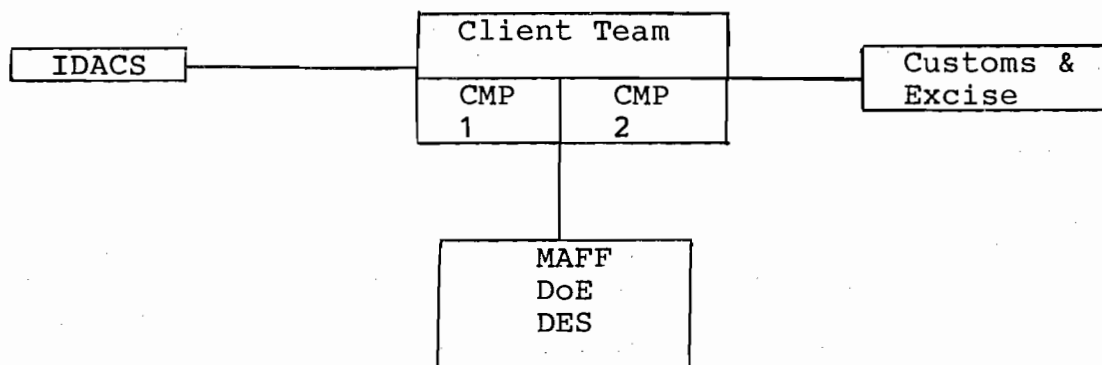 Client Team
IDACS
Customs &
Excise
CMP
1
CMP
2
MAFF
DoE
DES